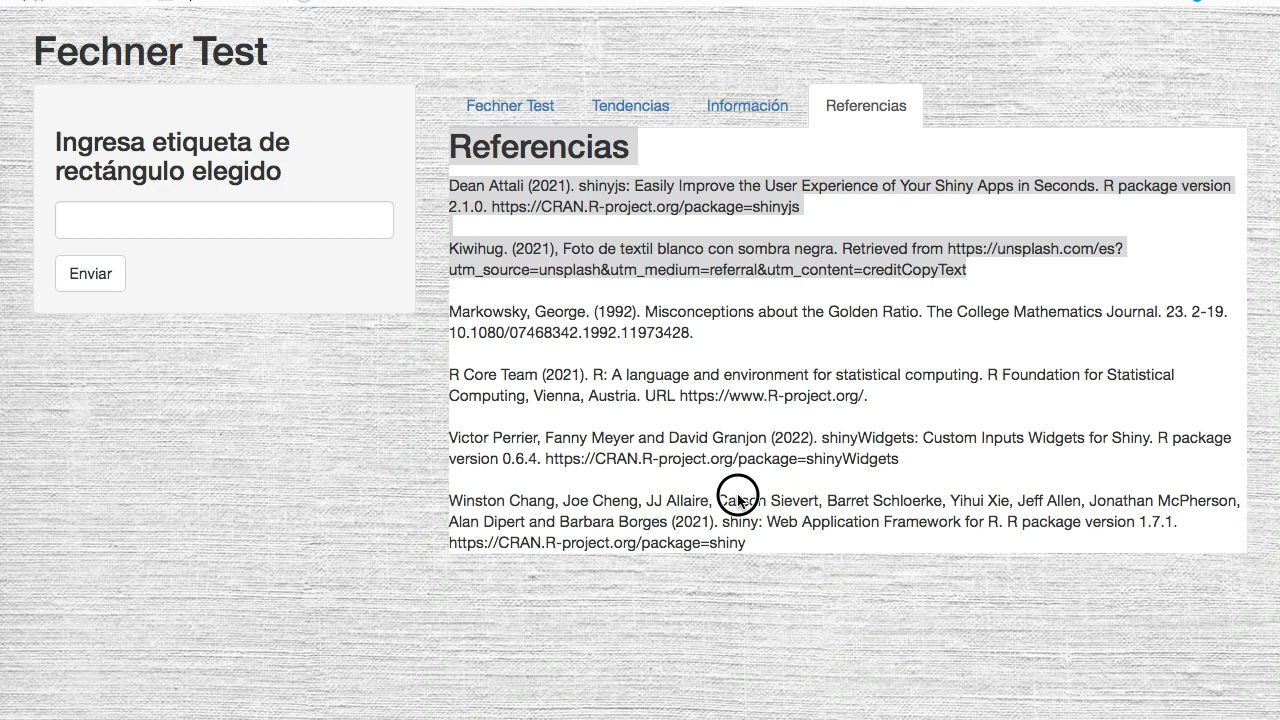 Fechner Test
Fechner Test Tendencias Información Referencias
Ingresa etiqueta de
rectángulo elegido
Enviar
Referencias
Dean Attali (2021). shinyjs: Easily Improve the User Experience of Your Shiny Apps in Seconds. R package version
2.1.0. https://CRAN.R-project.org/package=shinyjs
(2021). Foto de textil blanco con sombra negra. Retrieved from https://unsplash.com/es?
utm_source=unsplash&utm_medium=referral&utm_content=creditCopyText
Markowsky, George. (1992). Misconceptions about the Golden Ratio. The College Mathematics Journal. 23. 2-19.
10.1080/07468342.1992.11973428.
R Core Team (2021). R: A language and environment for statistical computing. R Foundation for Statistical
Computing, Vienna, Austria. URL https://www.R-project.org/.
Victor Perrier, Fanny Meyer and David Granjon (2022). shinyWidgets: Custom Inputs Widgets for Shiny. R package
version 0.6.4. https://CRAN.R-project.org/package=shinyWidgets
Winston Chang, Joe Cheng, JJ Allaire, Carson Sievert, Barret Schloerke, Yihui Xie, Jeff Allen, Jonathan McPherson,
Alan Dipert and Barbara Borges (2021). shiny: Web Application Framework for R. R package version 1.7.1.
https://CRAN.R-project.org/package=shiny